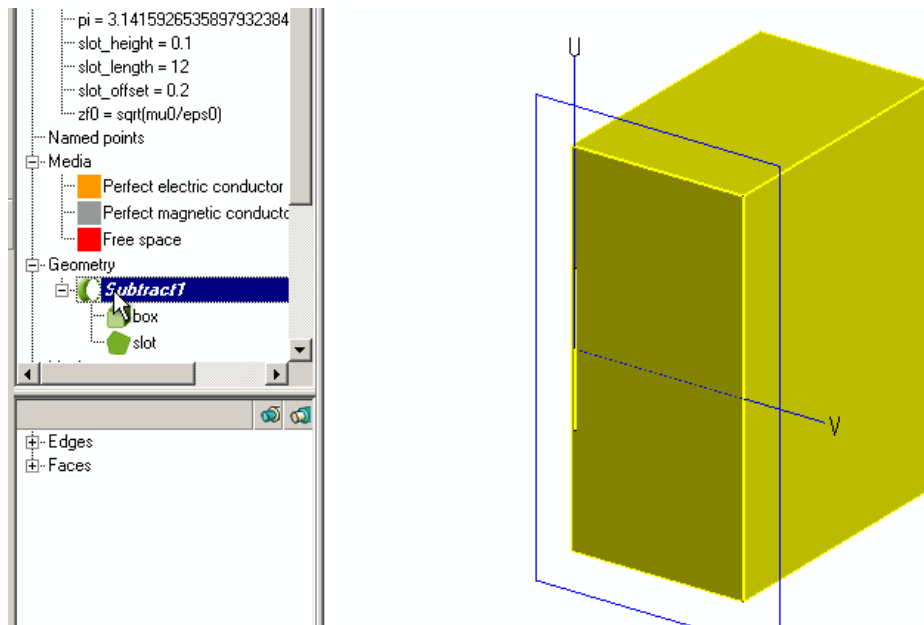 pi = 3.1415926535897932384
slot_height = 0.1
slot_length = 12
slot_offset = 0.2
zf0 = sqrt(mu0/eps0)
Named points
Media
Perfect electric conductor
Perfect magnetic conducto
Free space
Geometry
Subtract1
box
slot
Edges
Faces
U
V